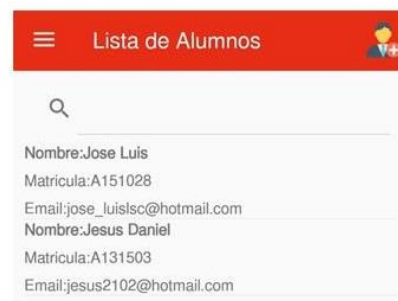 Lista de Alumnos
Nombre:Jose Luis
Matricula:A151028
Email:jose_luislsc@hotmail.com
Nombre:Jesus Daniel
Matricula:A131503
Email:jesus2102@hotmail.com